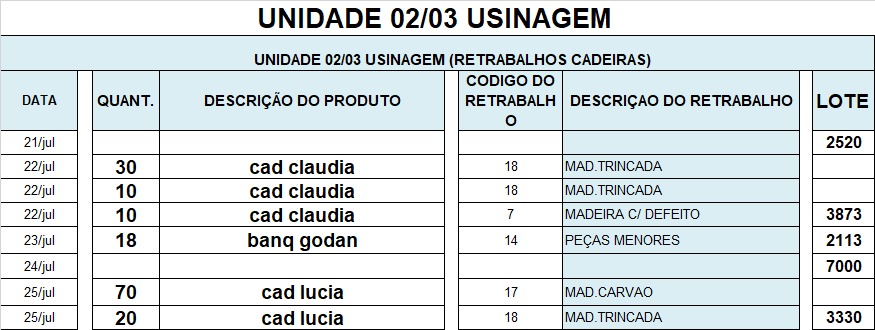 UNIDADE 02/03 USINAGEM
UNIDADE 02/03 USINAGEM (RETRABALHOS CADEIRAS)
DATA QUANT. DESCRIÇÃO DO PRODUTO CODIGO DO RETRABALHO DESCRIÇAO DO RETRABALHO LOTE
21/jul 2520
22/jul 30 cad claudia 18 MAD.TRINCADA
22/jul 10 cad claudia 18 MAD.TRINCADA
22/jul 10 cad claudia 7 MADEIRA C/ DEFEITO 3873
23/jul 18 banq godan 14 PEÇAS MENORES 2113
24/jul 7000
25/jul 70 cad lucia 17 MAD.CARVAO
25/jul 20 cad lucia 18 MAD.TRINCADA 3330